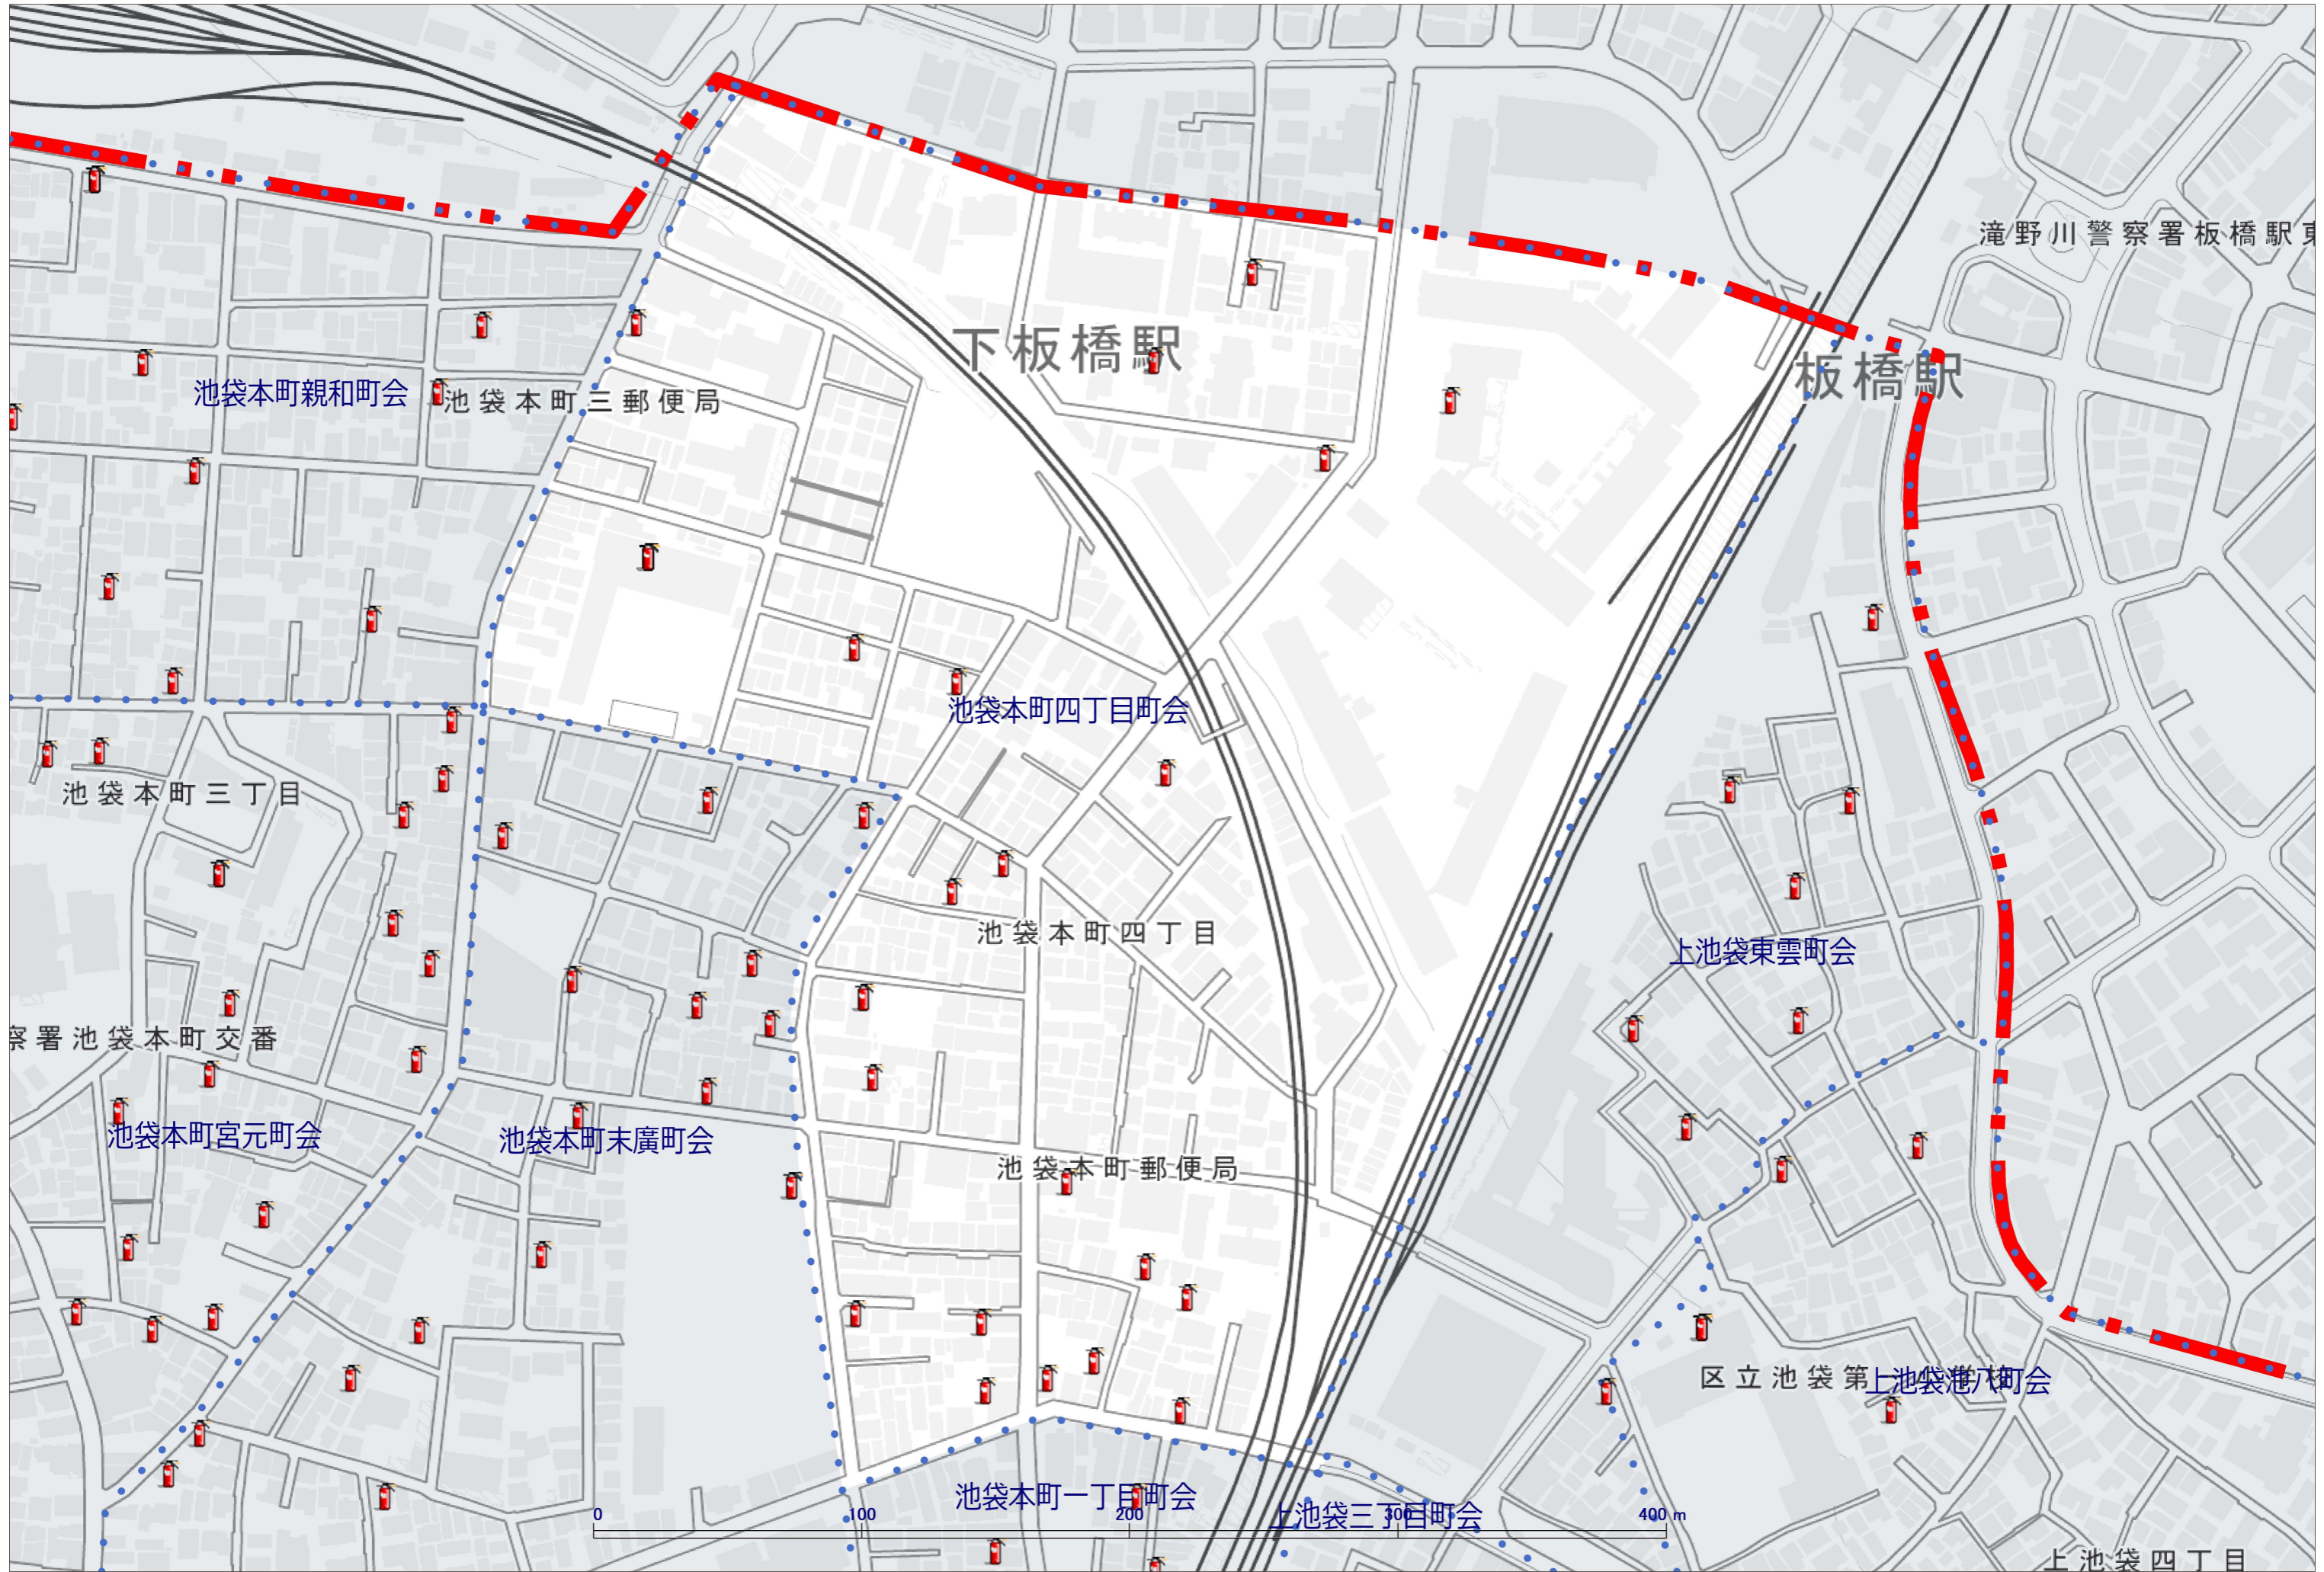 滝野川警察署板橋駅東
下板橋駅
板橋駅
池袋本町親和町会
池袋本町三郵便局
池袋本町四丁目町会
池袋本町三丁目
池袋本町四丁目
上池袋東雲町会
察署池袋本町交番
池袋本町宮元町会
池袋本町末廣町会
池袋本町郵便局
区立池袋第
上池袋池八町会
池袋本町一丁目町会
上池袋三丁目町会
0 100 200 300 400 m
上池袋四丁目